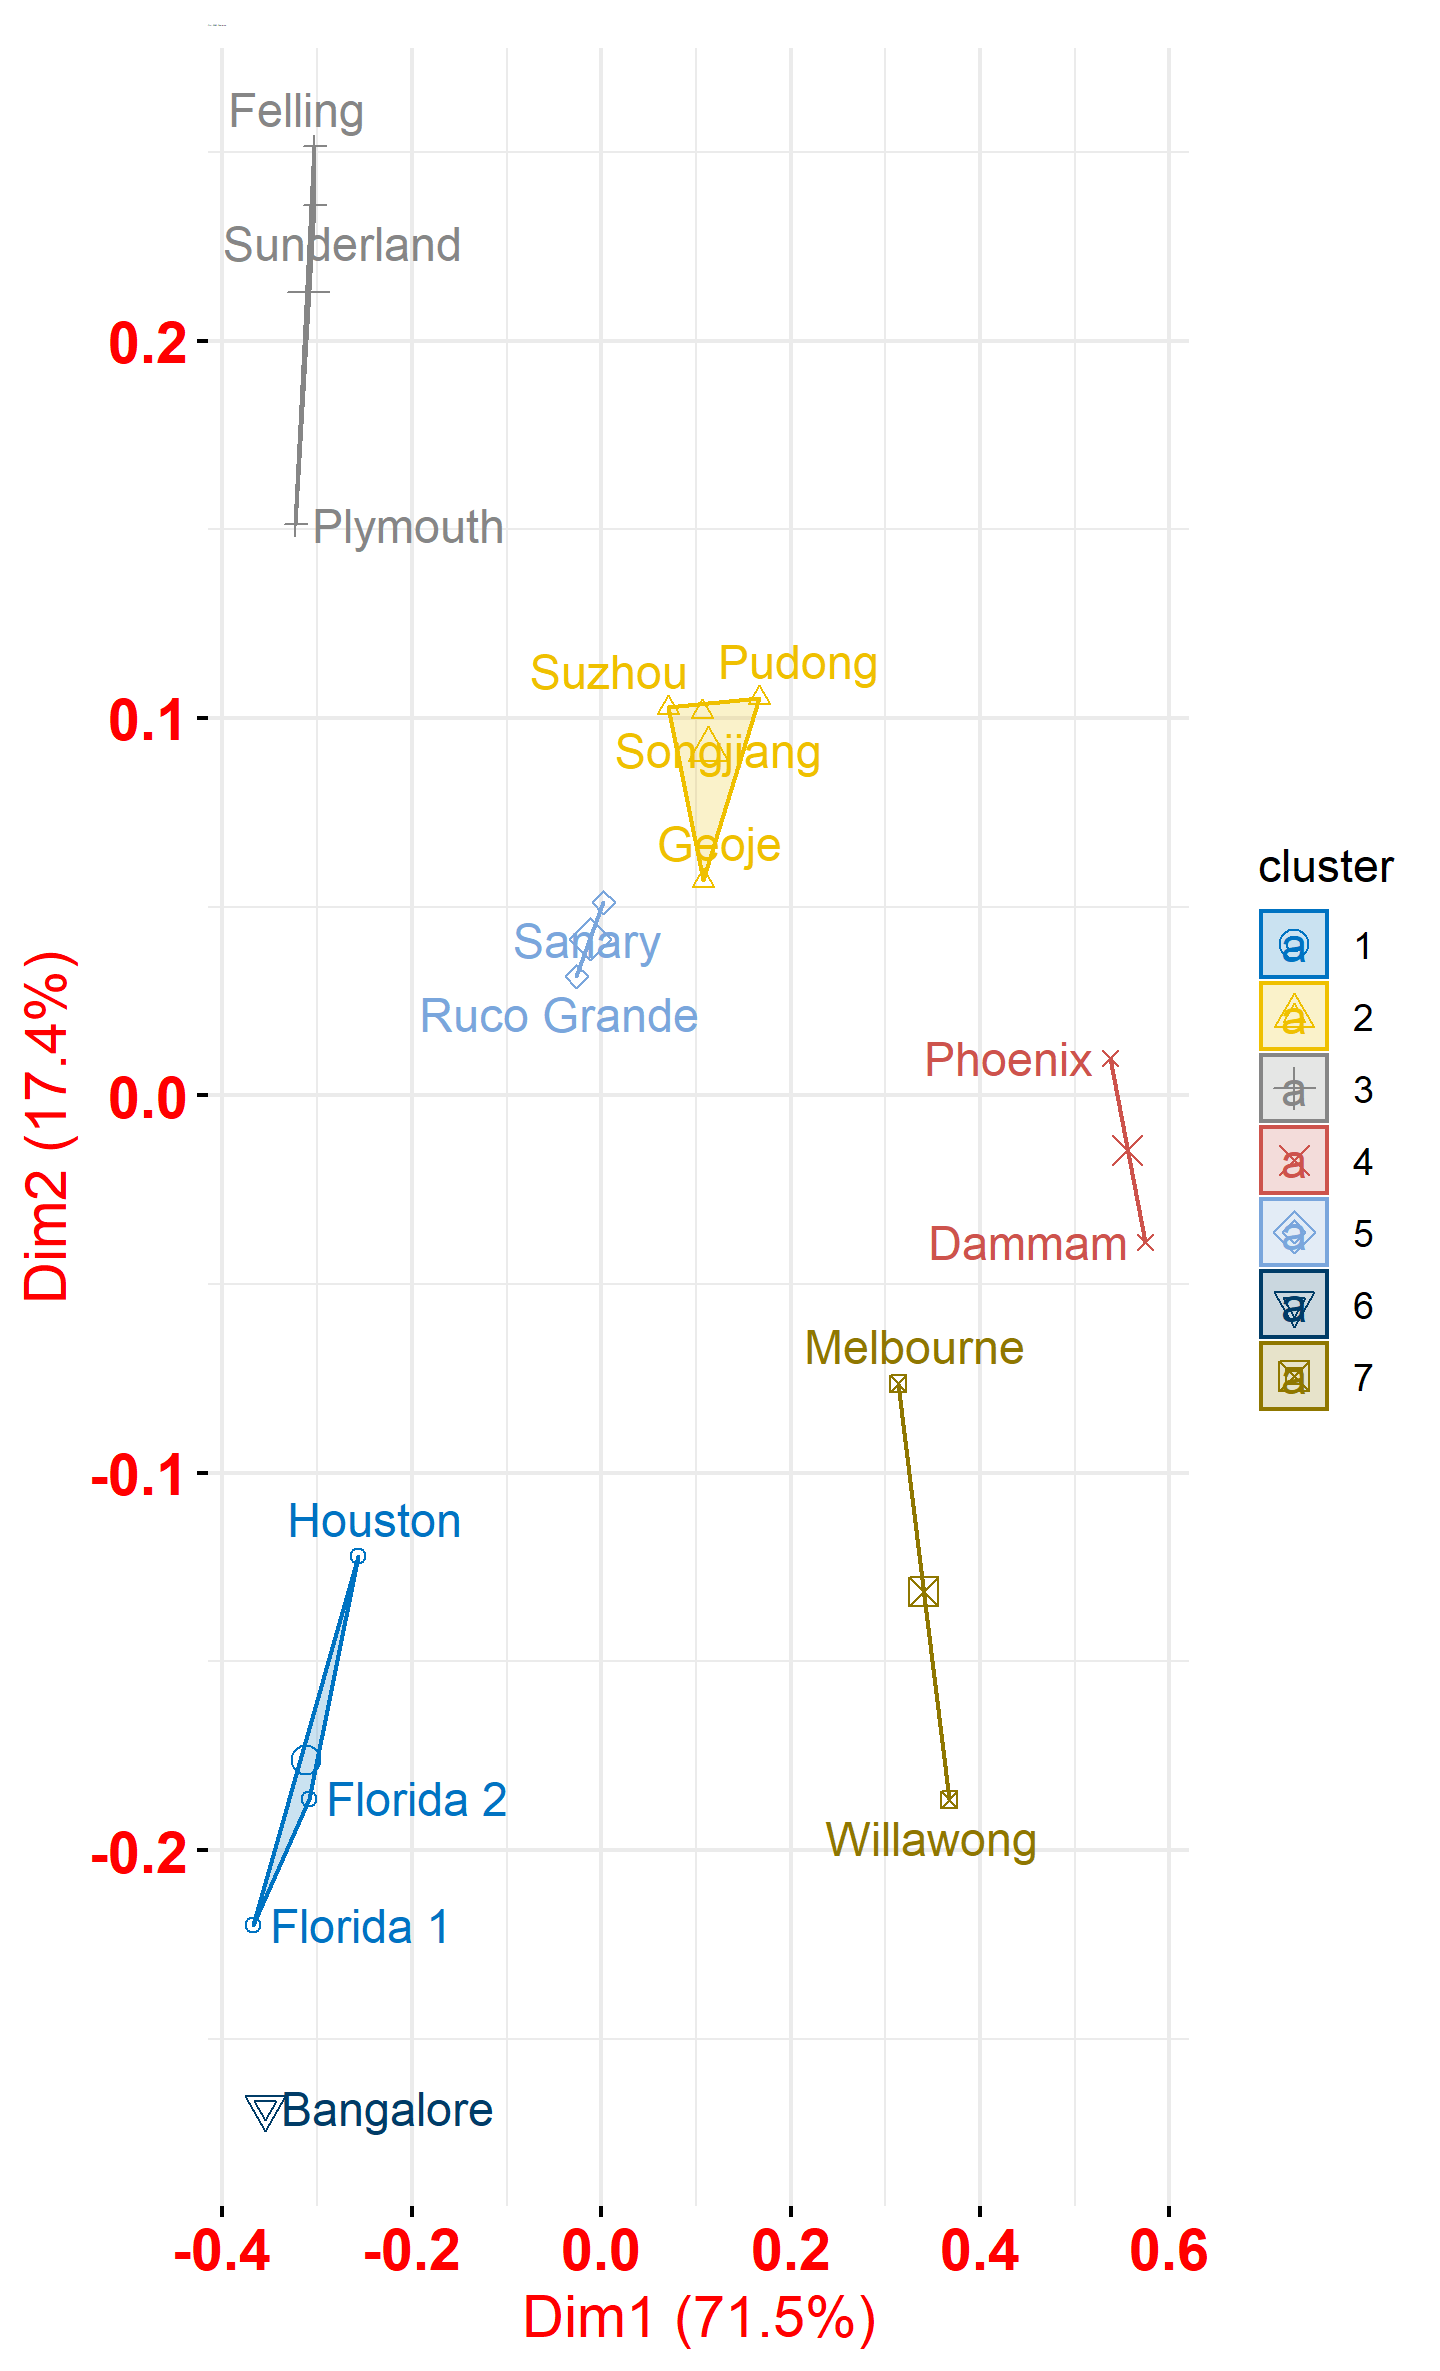 Felling
Sunderland
0.2
Plymouth
Suzhou
Pudong
0.1
Songjiang
Geoje
cluster
Sanary
a 1
Ruco Grande
a 2
Phoenix
0.0
a 3
Dim2 (17.4%)
a 4
Dammam
a 5
a 6
Melbourne
a 7
-0.1
Houston
Florida 2
Willawong
-0.2
Florida 1
Bangalore
-0.4 -0.2 0.0 0.2 0.4 0.6
Dim1 (71.5%)